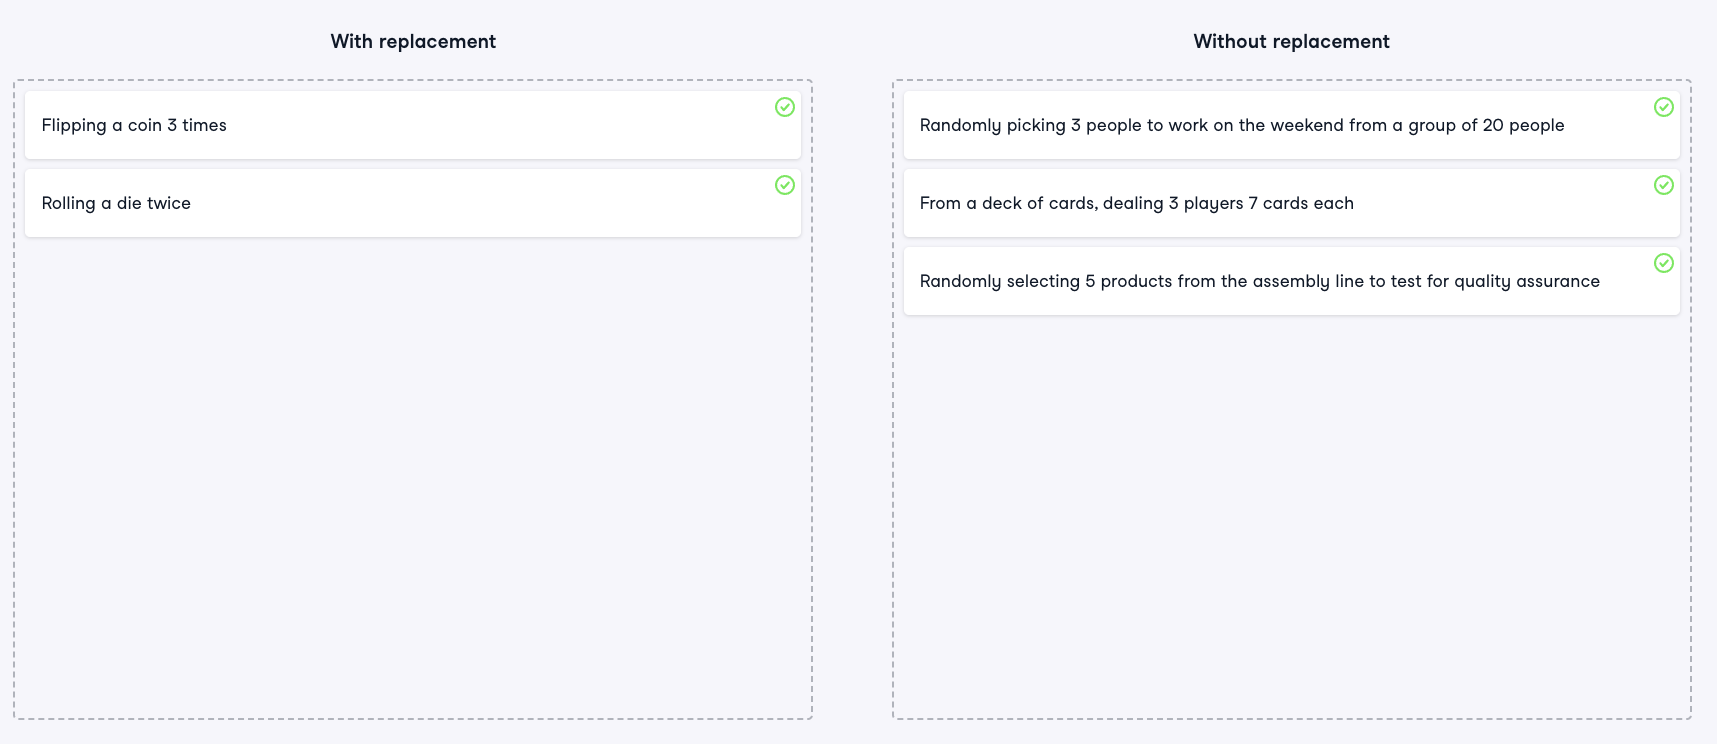 With replacement
Flipping a coin 3 times
Rolling a die twice
Without replacement
Randomly picking 3 people to work on the weekend from a group of 20 people
From a deck of cards, dealing 3 players 7 cards each
Randomly selecting 5 products from the assembly line to test for quality assurance